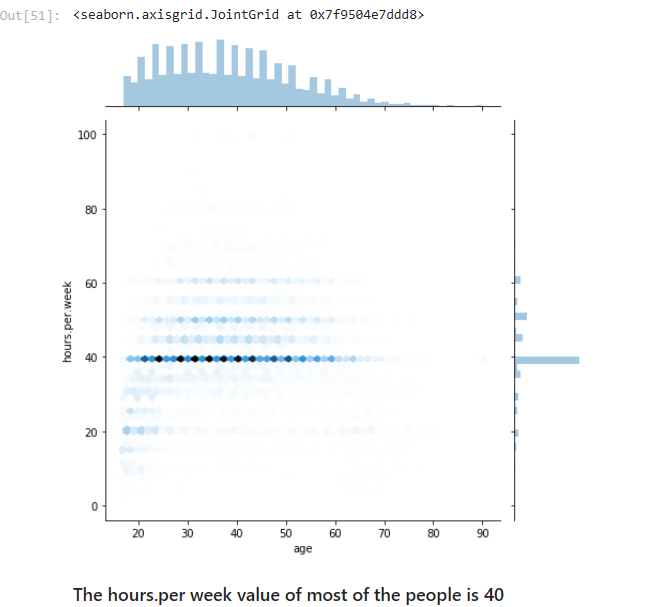 Out[51]: <seaborn.axisgrid.JointGrid at 0x7f9504e7ddd8>
100
80
60
40
20
0
hours.per.week
20 30 40 50 60 70 80 90
age
The hours.per week value of most of the people is 40